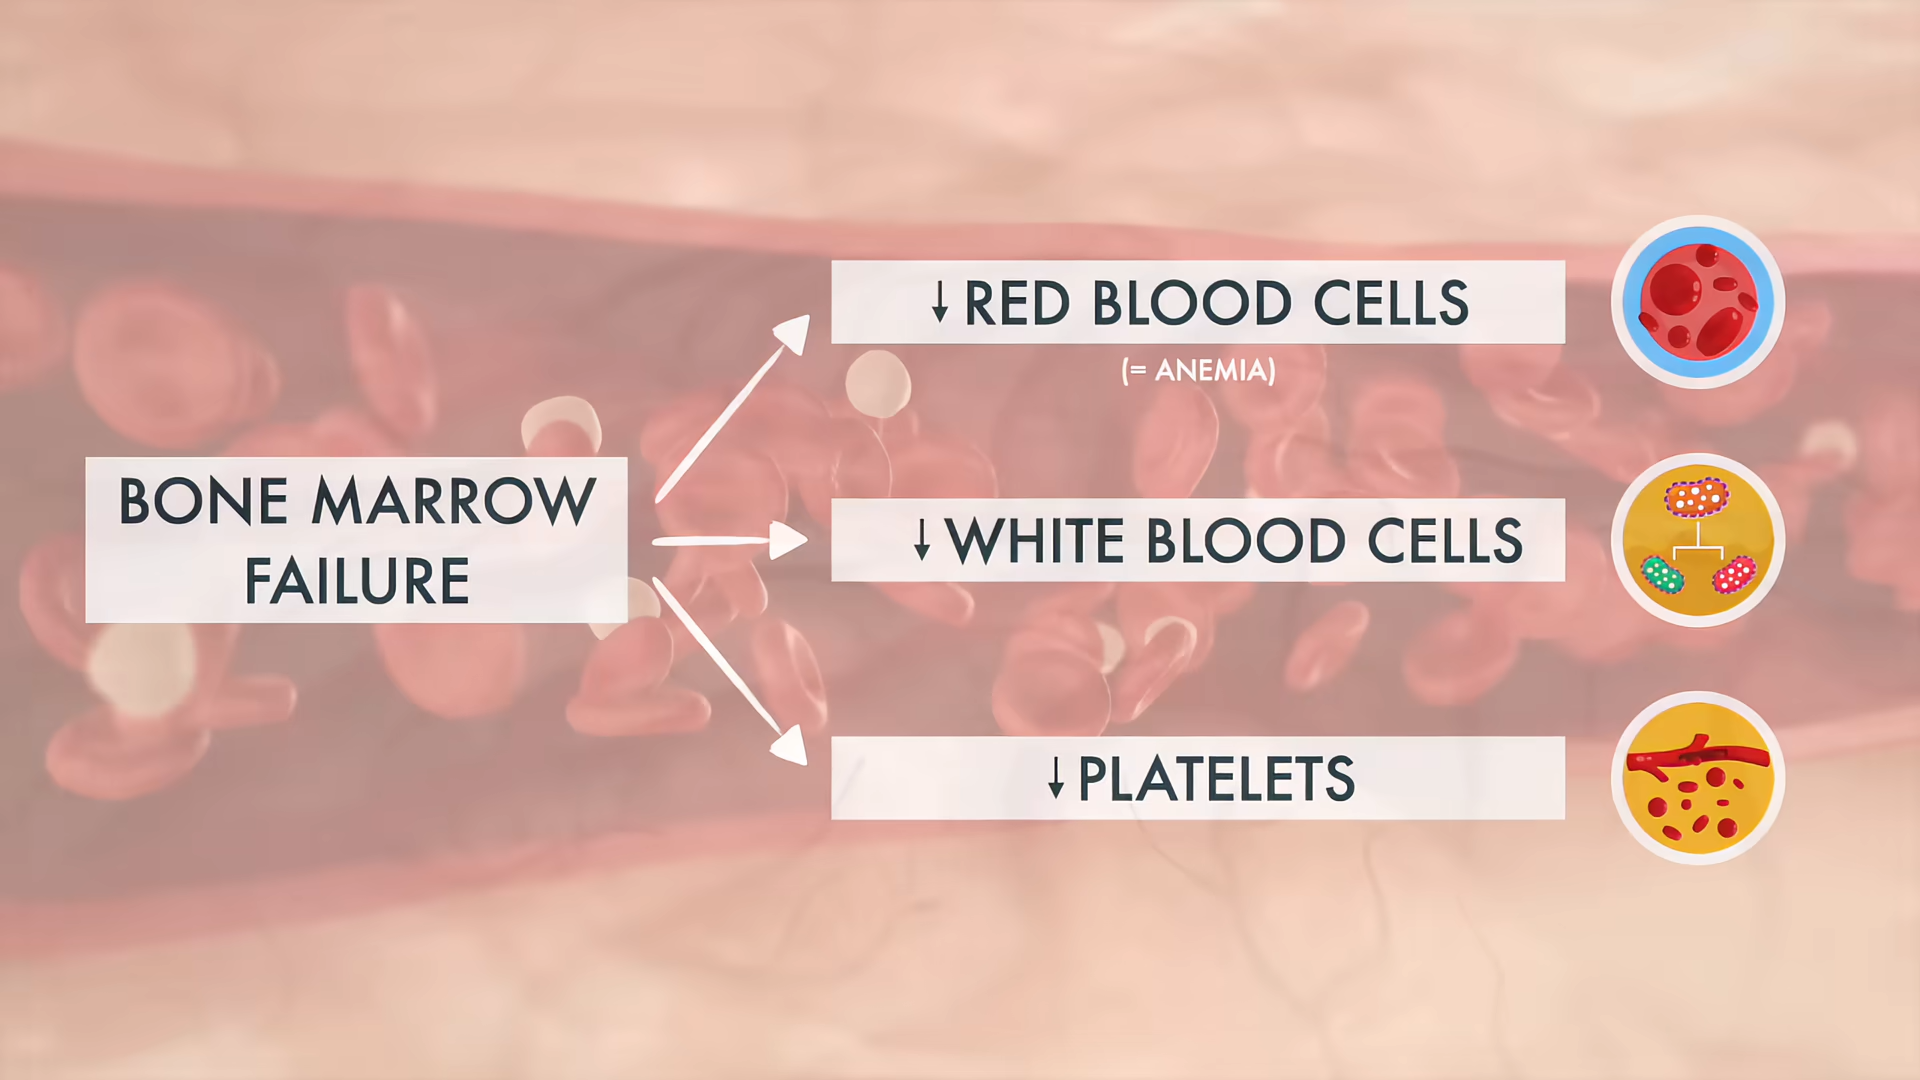 BONE MARROW
FAILURE
↓ RED BLOOD CELLS
(= ANEMIA)
↓ WHITE BLOOD CELLS
↓ PLATELETS